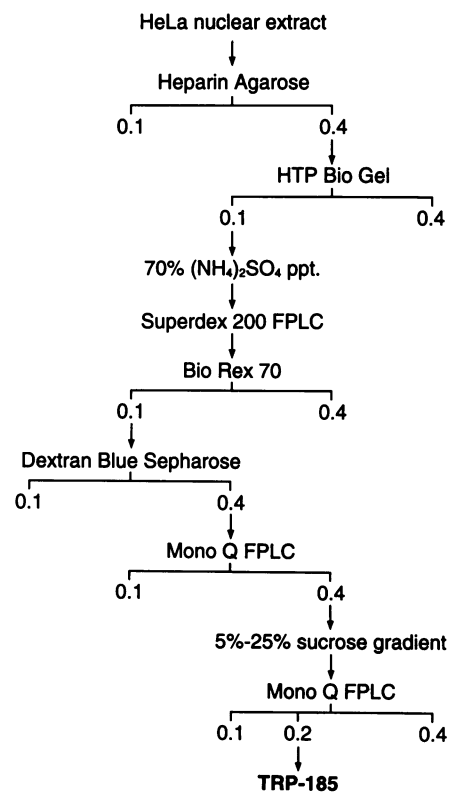 HeLa nuclear extract
Heparin Agarose
0.1 0.4
HTP Bio Gel
0.1 0.4
70% (NH₄)₂SO₄ ppt.
Superdex 200 FPLC
Bio Rex 70
0.1 0.4
Dextran Blue Sepharose
0.1 0.4
Mono Q FPLC
0.1 0.4
5%-25% sucrose gradient
Mono Q FPLC
0.1 0.2 0.4
TRP-185